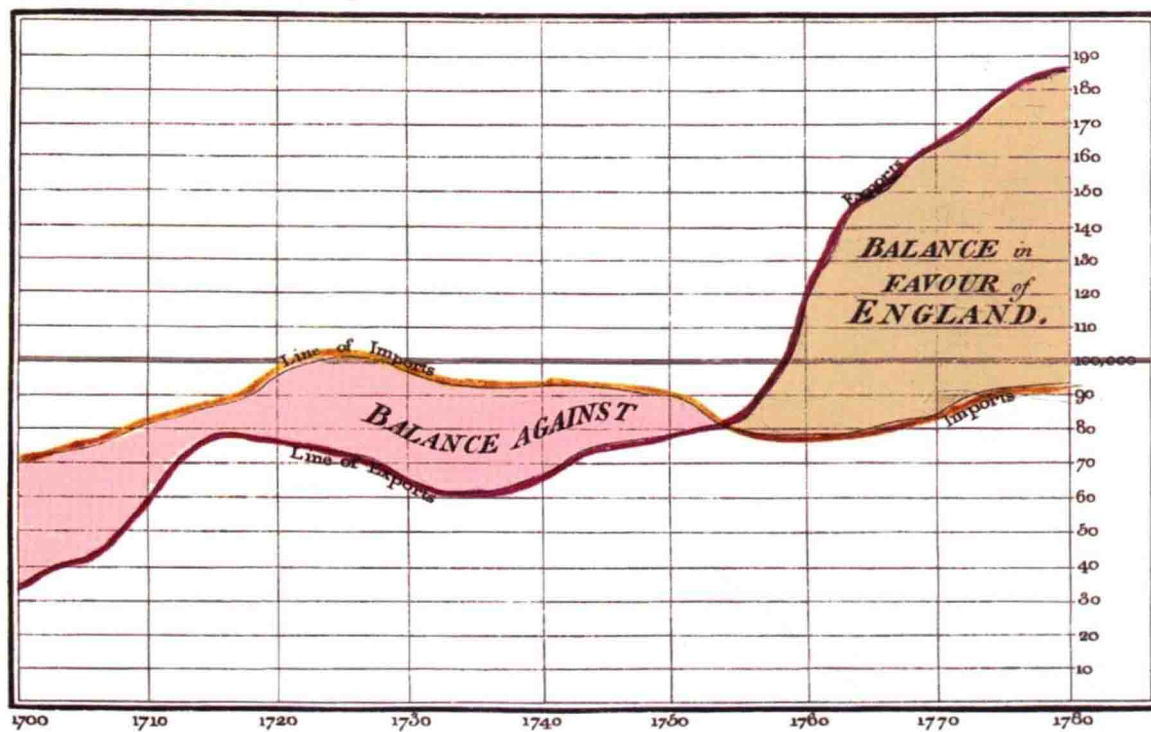 190
180
170
160
150
140
130
120
110
100,000
90
80
70
60
50
40
30
20
10
Exports
BALANCE in
FAVOUR of
ENGLAND.
Line of Imports
BALANCE AGAINST
Imports
Line of Exports
1700 1710 1720 1730 1740 1750 1760 1770 1780